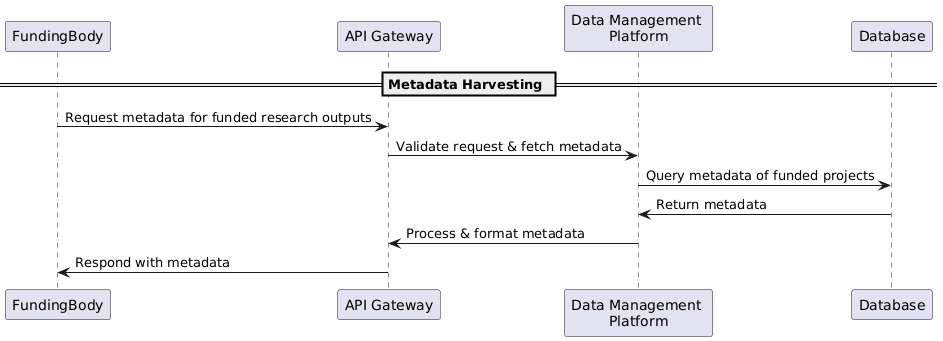 FundingBody
API Gateway
Data Management
Platform
Database
Metadata Harvesting
Request metadata for funded research outputs
Validate request & fetch metadata
Query metadata of funded projects
Return metadata
Process & format metadata
Respond with metadata
FundingBody
API Gateway
Data Management
Platform
Database